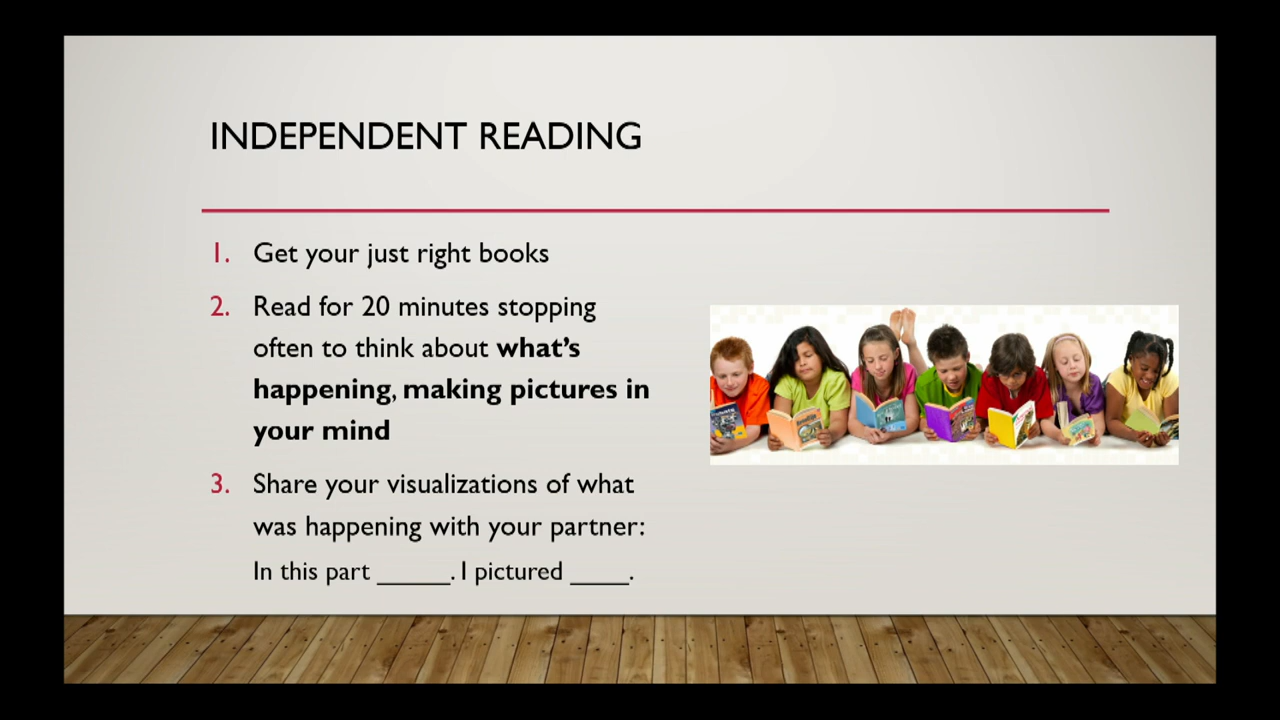 INDEPENDENT READING
1. Get your just right books
2. Read for 20 minutes stopping
often to think about what's
happening, making pictures in
your mind
3. Share your visualizations of what
was happening with your partner:
In this part _____. I pictured ____.